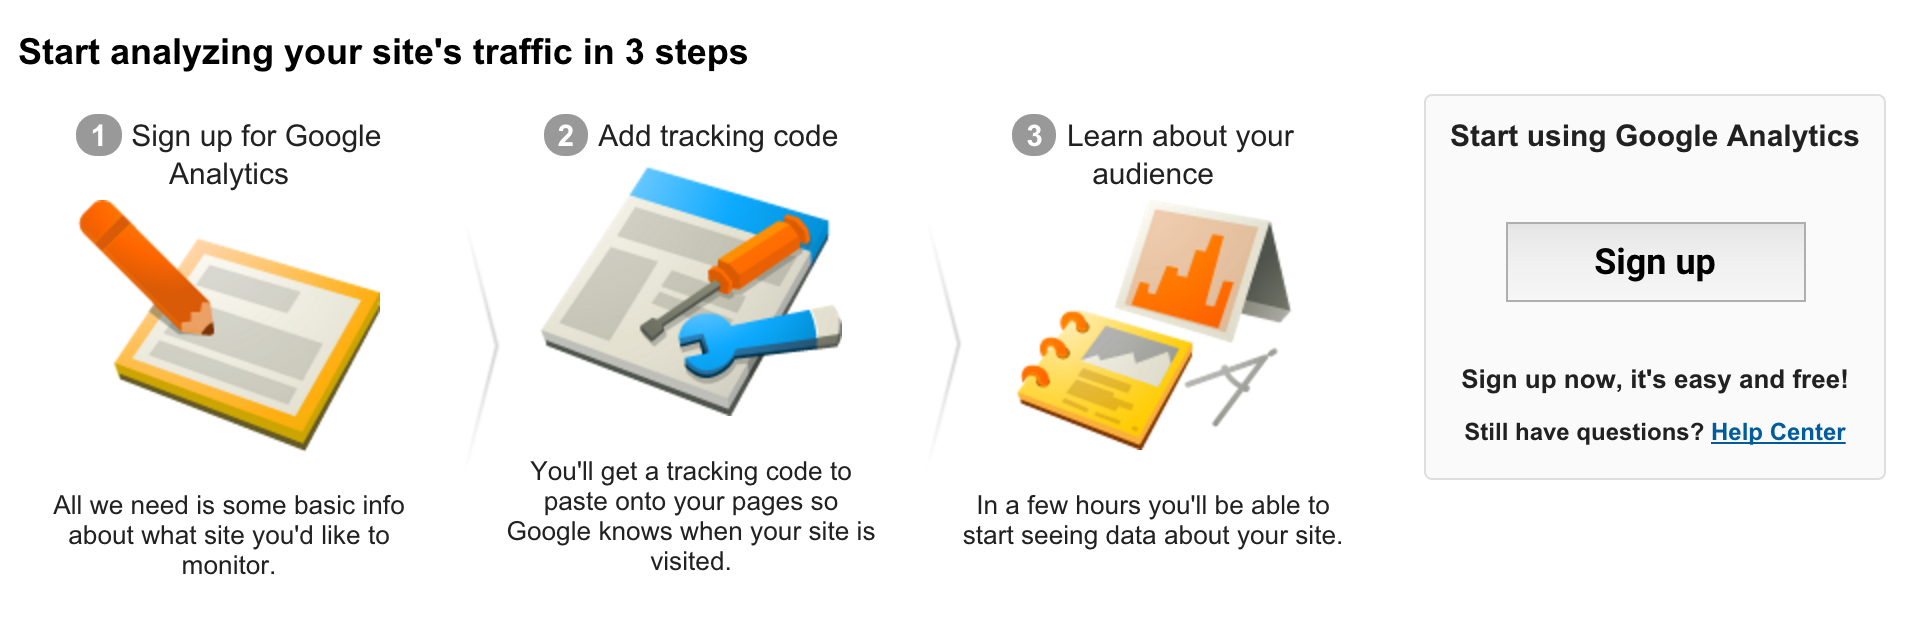 Start analyzing your site's traffic in 3 steps
1 Sign up for Google
Analytics
All we need is some basic info
about what site you'd like to
monitor.
2 Add tracking code
You'll get a tracking code to
paste onto your pages so
Google knows when your site is
visited.
3 Learn about your
audience
In a few hours you'll be able to
start seeing data about your site.
Start using Google Analytics
Sign up
Sign up now, it's easy and free!
Still have questions? Help Center